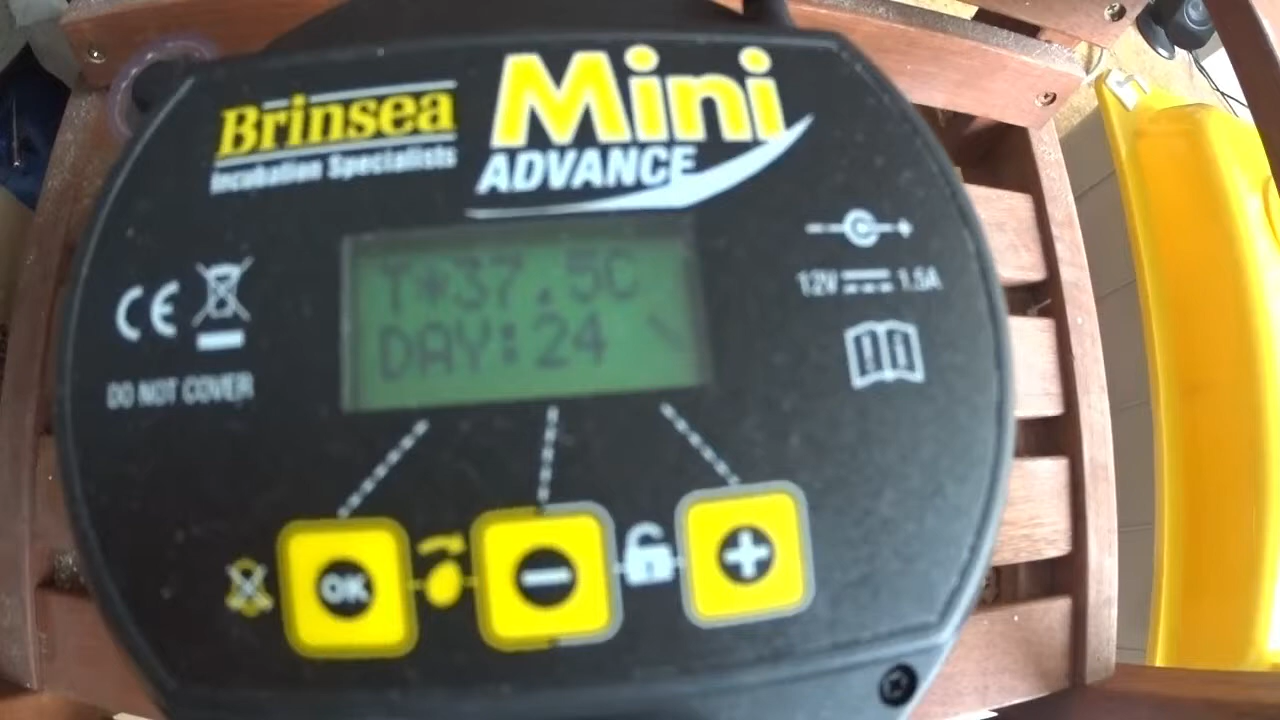 Brinsea
Incubation Specialists
Mini
ADVANCE
T*37.5C
DAY:24
12V 1.5A
CE
DO NOT COVER
OK